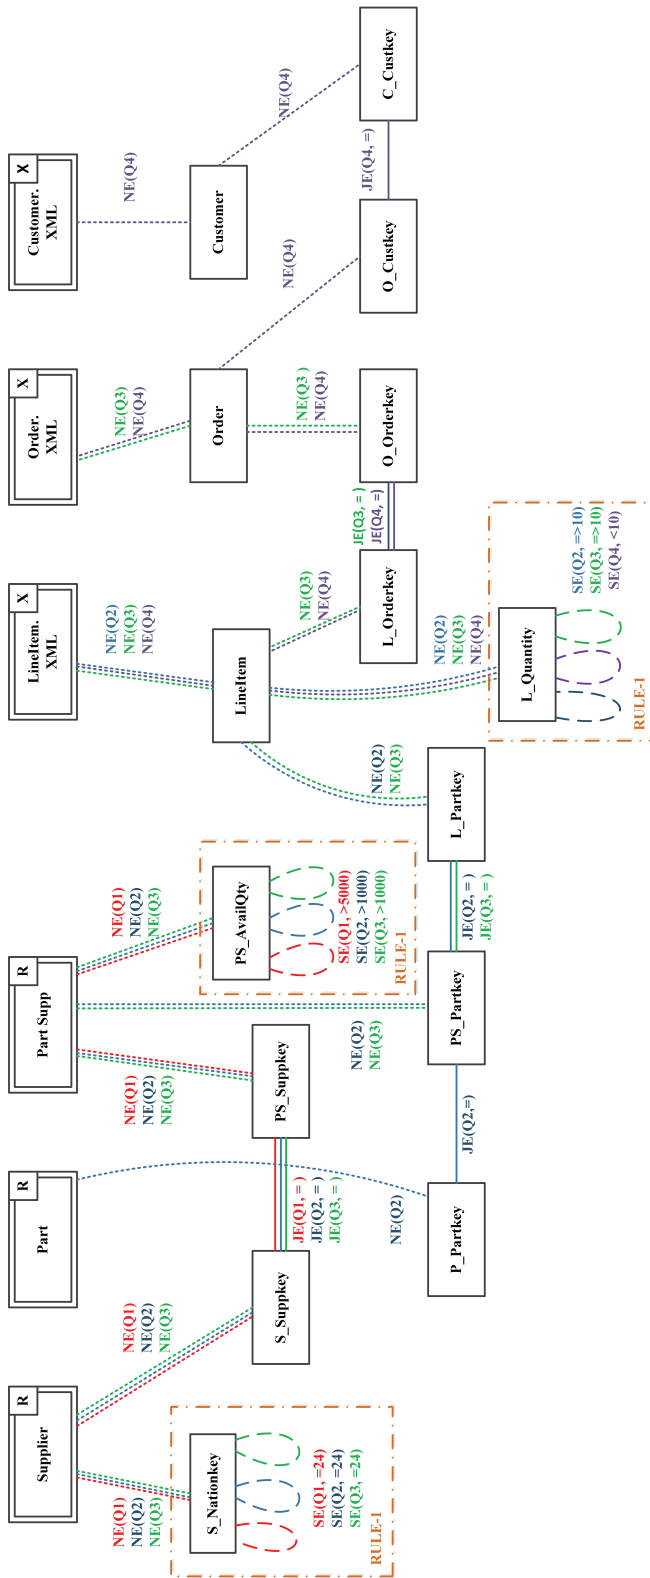 Supplier
R
Part
R
Part Supp
R
LineItem.
XML
X
Order.
XML
X
Customer.
XML
X
NE(Q1)
NE(Q2)
NE(Q3)
NE(Q1)
NE(Q2)
NE(Q3)
NE(Q1)
NE(Q2)
NE(Q3)
NE(Q1)
NE(Q2)
NE(Q3)
NE(Q2)
NE(Q3)
NE(Q4)
NE(Q3)
NE(Q4)
NE(Q4)
S_Nationkey
SE(Q1, =24)
SE(Q2, =24)
SE(Q3, =24)
RULE-1
S_Suppkey
JE(Q1, = )
JE(Q2, = )
JE(Q3, = )
PS_Suppkey
PS_AvailQty
SE(Q1, >5000)
SE(Q2, >1000)
SE(Q3, >1000)
RULE-1
LineItem
Order
Customer
NE(Q3)
NE(Q4)
NE(Q3 )
NE(Q4)
NE(Q4)
NE(Q4)
L_Orderkey
JE(Q3, = )
JE(Q4, =)
O_Orderkey
O_Custkey
JE(Q4, =)
C_Custkey
NE(Q2)
NE(Q2)
NE(Q3)
NE(Q2)
NE(Q3)
NE(Q2)
NE(Q3)
NE(Q4)
P_Partkey
JE(Q2,=)
PS_Partkey
JE(Q2, = )
JE(Q3, = )
L_Partkey
L_Quantity
SE(Q2, =>10)
SE(Q3, =>10)
SE(Q4, <10)
RULE-1